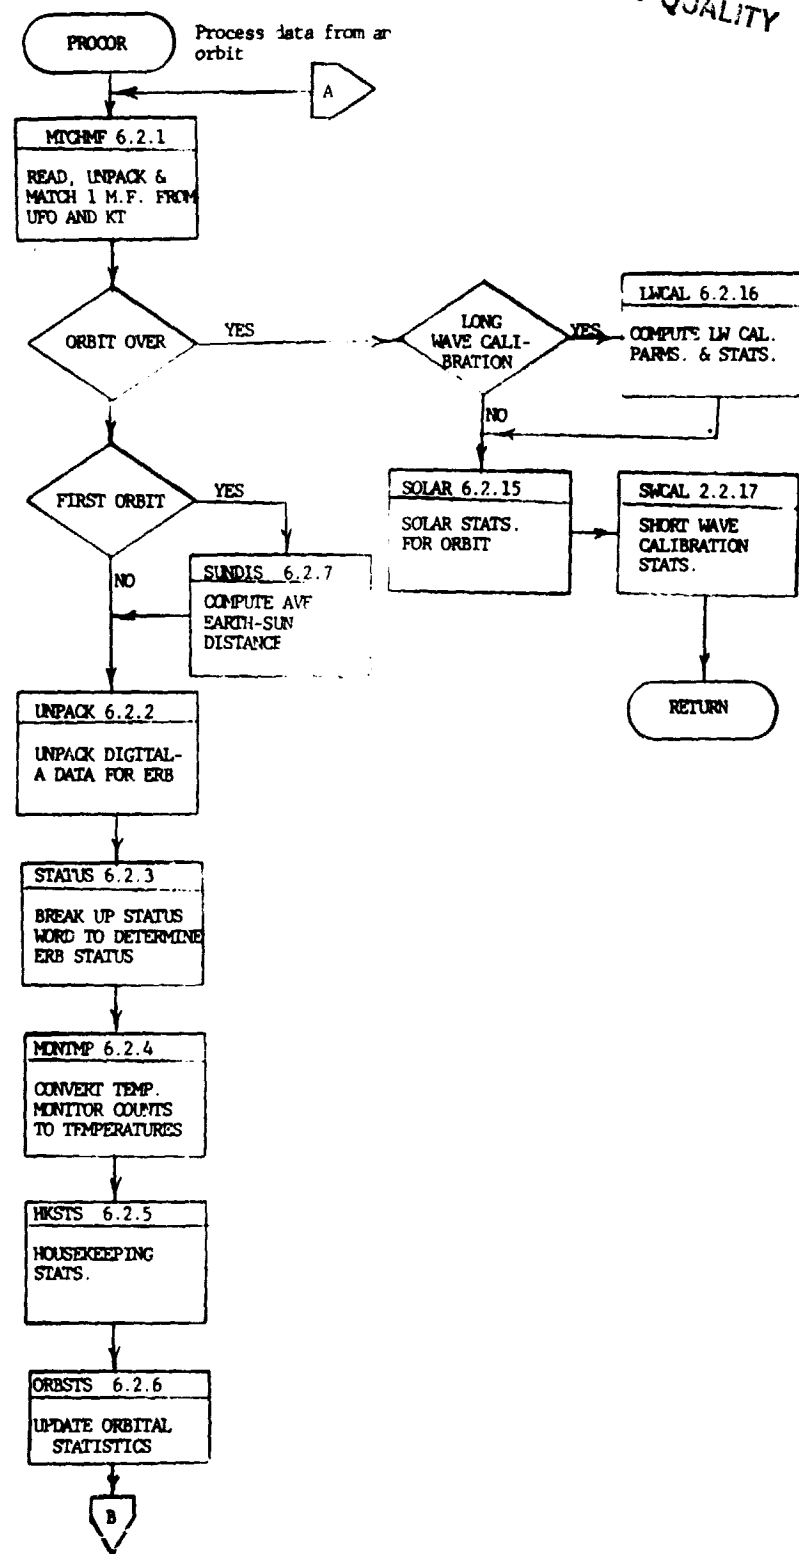 QUALITY
PROCOR
Process data from an
orbit
A
MTCHMF 6.2.1
READ, UNPACK &
MATCH 1 M.F. FROM
UFO AND KT
ORBIT OVER
YES
LONG
WAVE CALI-
BRATION
YES
LWCAL 6.2.16
COMPUTE LW CAL.
PARMS. & STATS.
NO
FIRST ORBIT
YES
SOLAR 6.2.15
SOLAR STATS.
FOR ORBIT
SWCAL 2.2.17
SHORT WAVE
CALIBRATION
STATS.
NO
SUNDIS 6.2.7
COMPUTE AVE
EARTH-SUN
DISTANCE
RETURN
UNPACK 6.2.2
UNPACK DIGITAL-
A DATA FOR ERB
STATUS 6.2.3
BREAK UP STATUS
WORD TO DETERMINE
ERB STATUS
MONTMP 6.2.4
CONVERT TEMP.
MONITOR COUNTS
TO TEMPERATURES
HKSTS 6.2.5
HOUSEKEEPING
STATS.
ORBSTS 6.2.6
UPDATE ORBITAL
STATISTICS
B